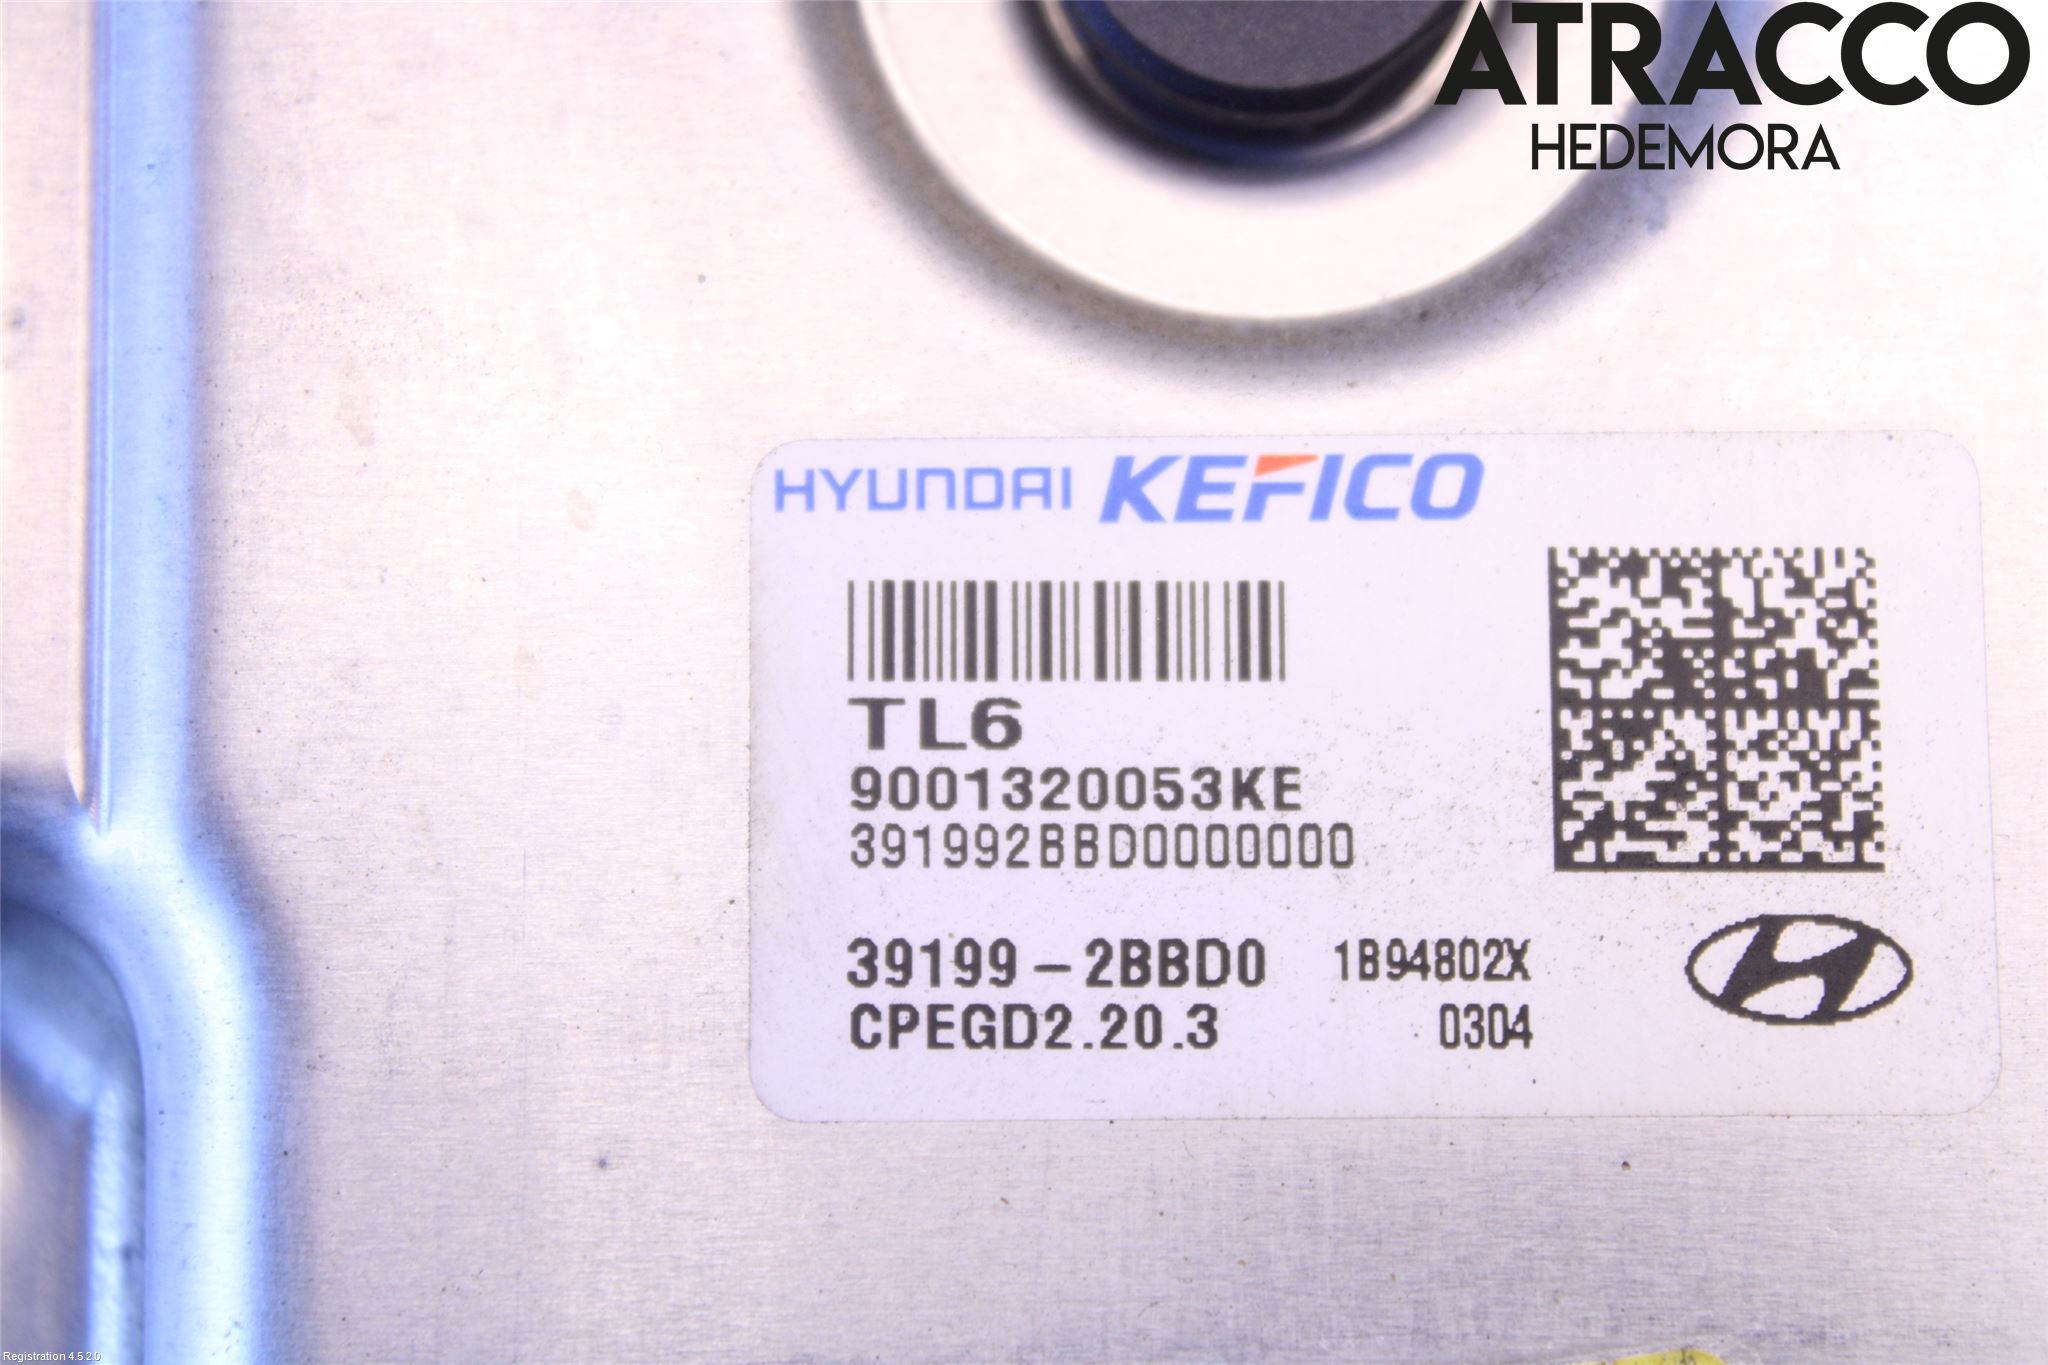 ATRACCO
HEDEMORA
HYUNDAI KEFICO
TL6
9001320053KE
391992BBD0000000
39199-2BBD0 1B94802X
CPEGD2.20.3 0304
Registration 4.5.2.0